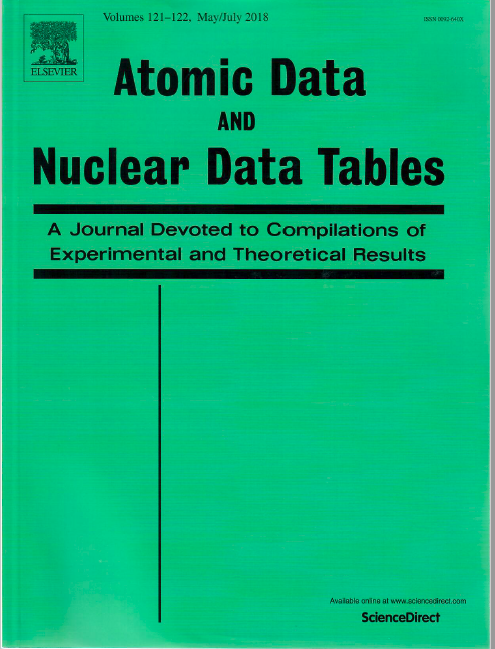 Volumes 121–122, May/July 2018
ISSN 0092-640X
ELSEVIER
Atomic Data
AND
Nuclear Data Tables
A Journal Devoted to Compilations of
Experimental and Theoretical Results
Available online at www.sciencedirect.com
ScienceDirect